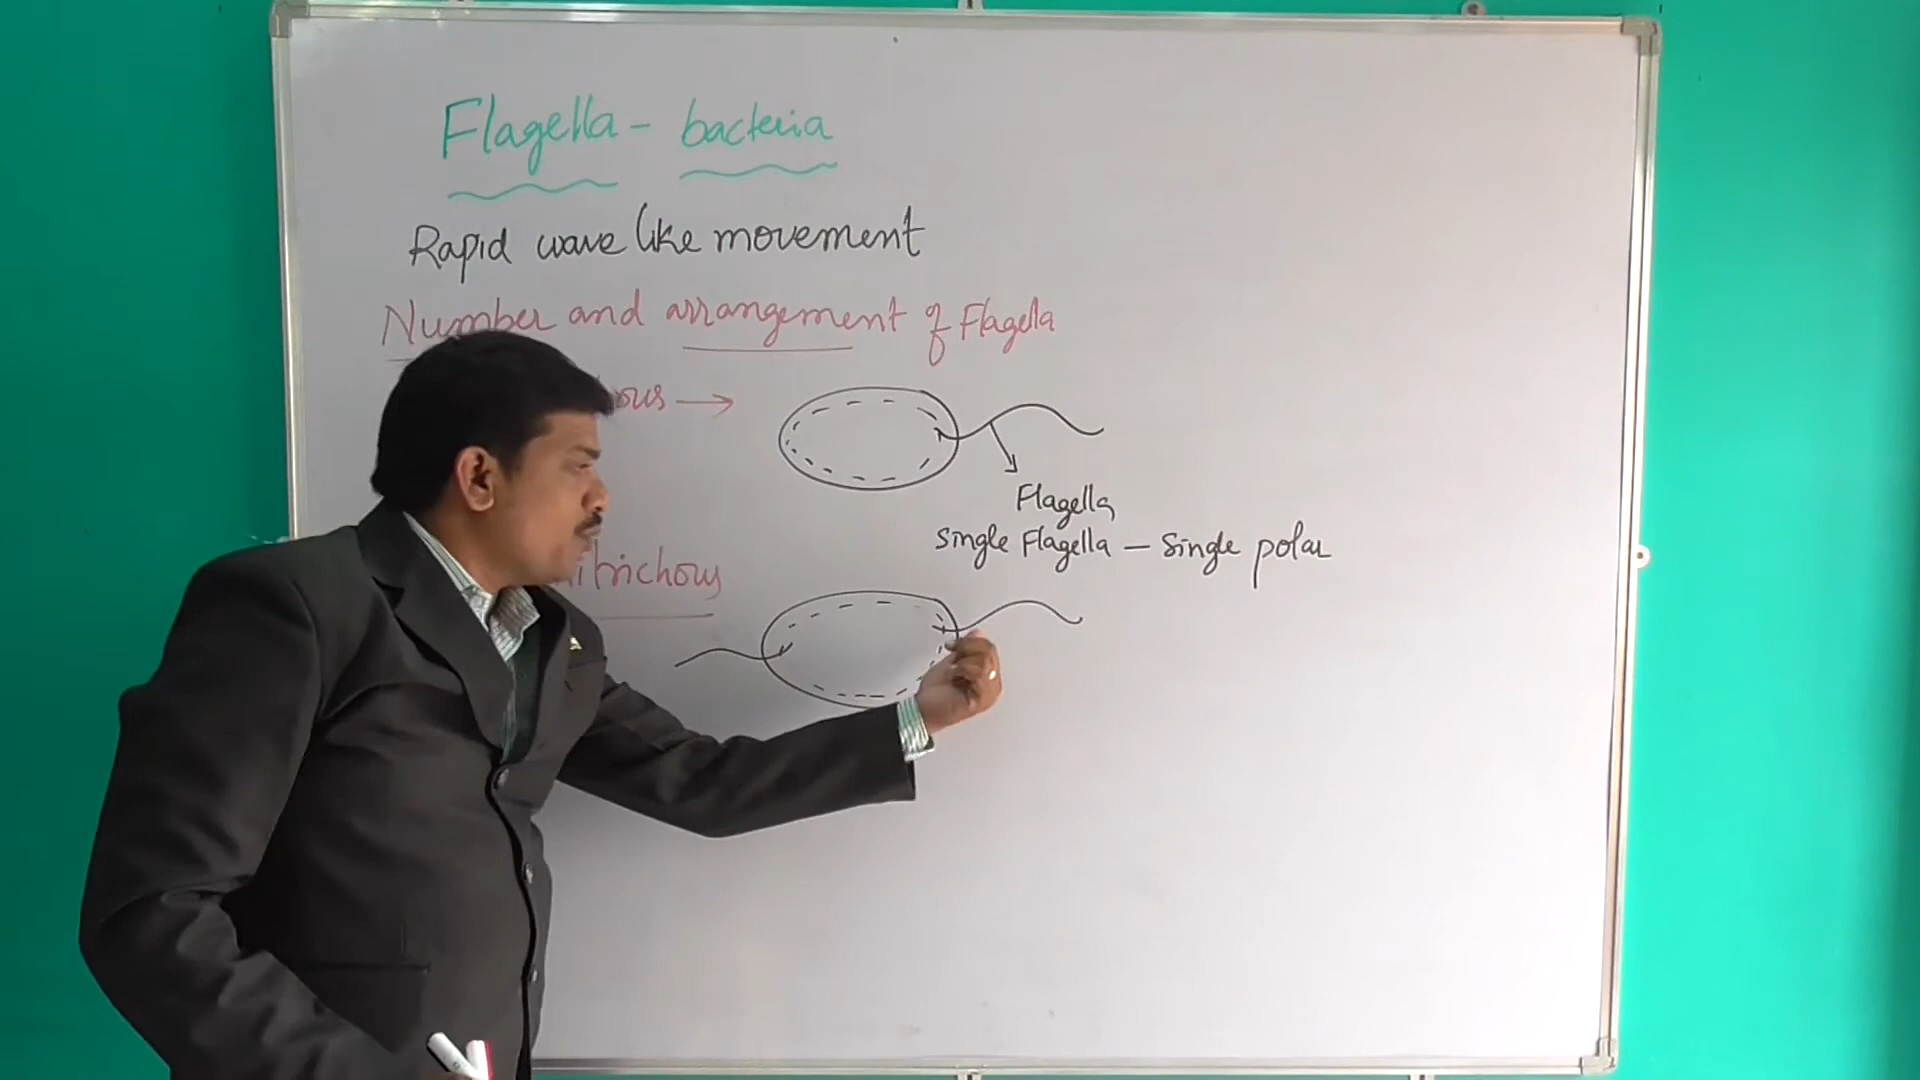 Flagella - bacteria
Rapid wave like movement
Number and arrangement of Flagella
Flagella
Single Flagella - Single polar